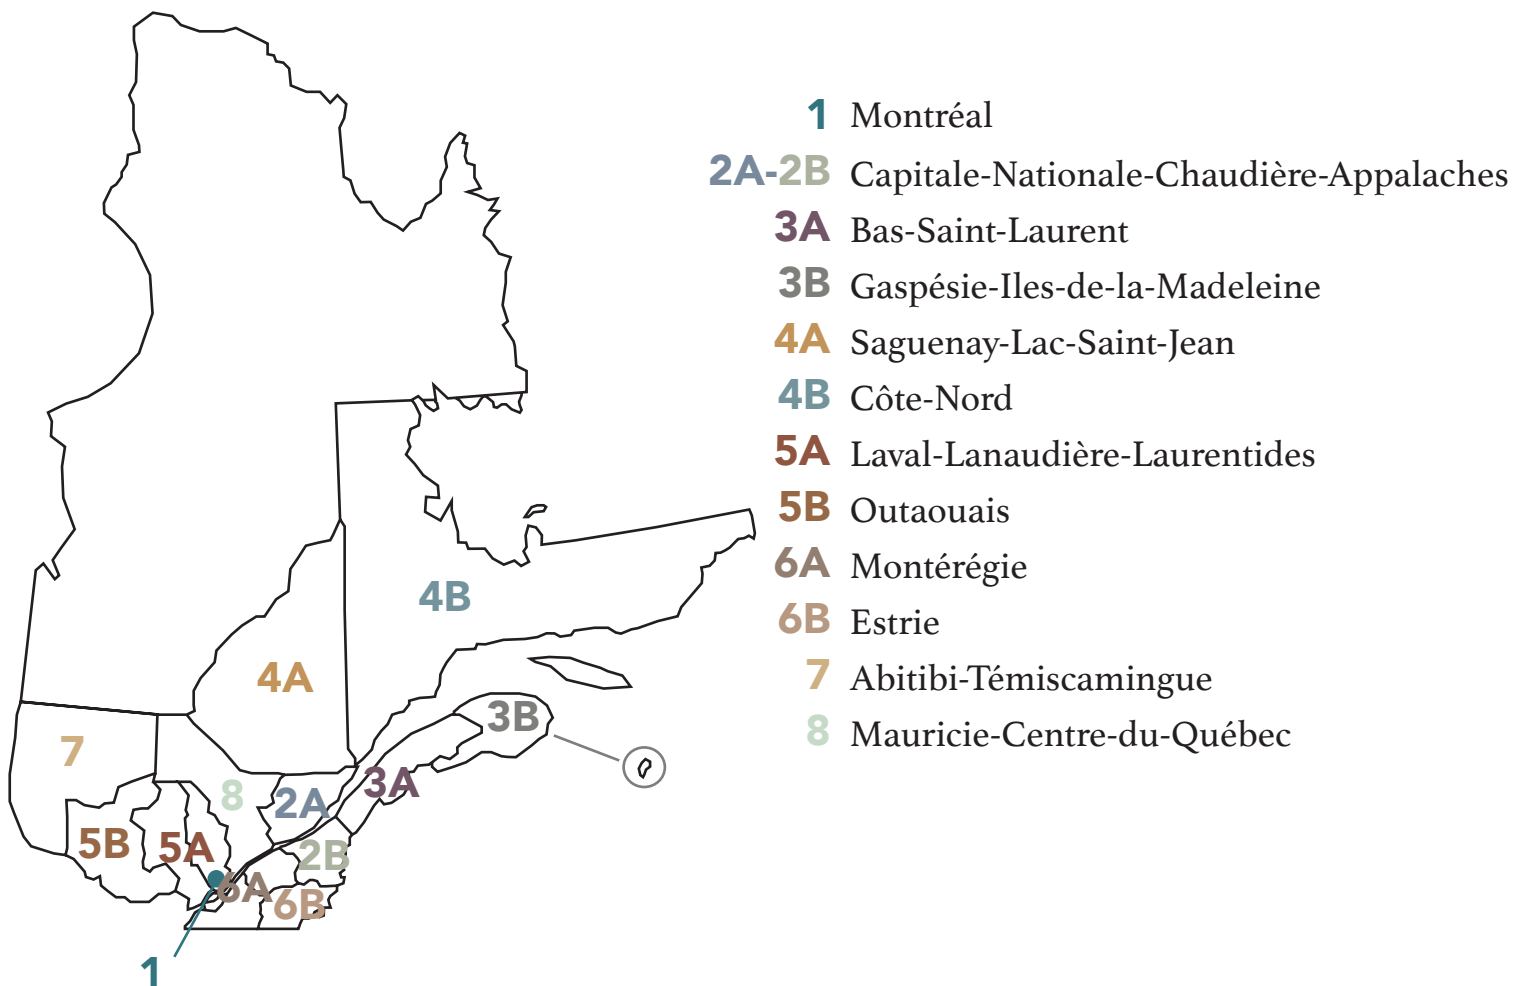 1 Montréal
2A-2B Capitale-Nationale-Chaudière-Appalaches
3A Bas-Saint-Laurent
3B Gaspésie-Iles-de-la-Madeleine
4A Saguenay-Lac-Saint-Jean
4B Côte-Nord
5A Laval-Lanaudière-Laurentides
5B Outaouais
6A Montérégie
6B Estrie
7 Abitibi-Témiscamingue
8 Mauricie-Centre-du-Québec
4B
4A
3B
7
3A
8
2A
5B
5A
2B
6A
6B
1